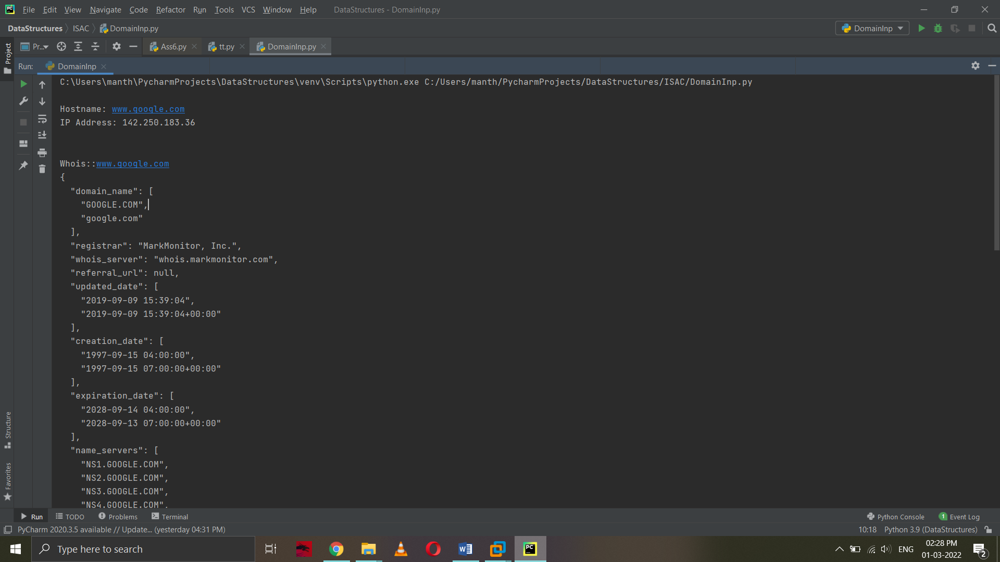 File Edit View Navigate Code Refactor Run Tools VCS Window Help DataStructures - DomainInp.py
DataStructures ISAC DomainInp.py DomainInp
Pr... Ass6.py tt.py DomainInp.py
Project
Run: DomainInp
C:\Users\manth\PycharmProjects\DataStructures\venv\Scripts\python.exe C:/Users/manth/PycharmProjects/DataStructures/ISAC/DomainInp.py
Hostname: www.google.com
IP Address: 142.250.183.36
Whois::www.google.com
{
"domain_name": [
"GOOGLE.COM",
"google.com"
],
"registrar": "MarkMonitor, Inc.",
"whois_server": "whois.markmonitor.com",
"referral_url": null,
"updated_date": [
"2019-09-09 15:39:04",
"2019-09-09 15:39:04+00:00"
],
"creation_date": [
"1997-09-15 04:00:00",
"1997-09-15 07:00:00+00:00"
],
"expiration_date": [
"2028-09-14 04:00:00",
"2028-09-13 07:00:00+00:00"
],
"name_servers": [
"NS1.GOOGLE.COM",
"NS2.GOOGLE.COM",
"NS3.GOOGLE.COM",
"NS4.GOOGLE.COM",
Structure
Favorites
Run TODO Problems Terminal Python Console 1 Event Log
PyCharm 2020.3.5 available // Update... (yesterday 04:31 PM) 10:18 Python 3.9 (DataStructures)
Type here to search ENG 02:28 PM
01-03-2022 2